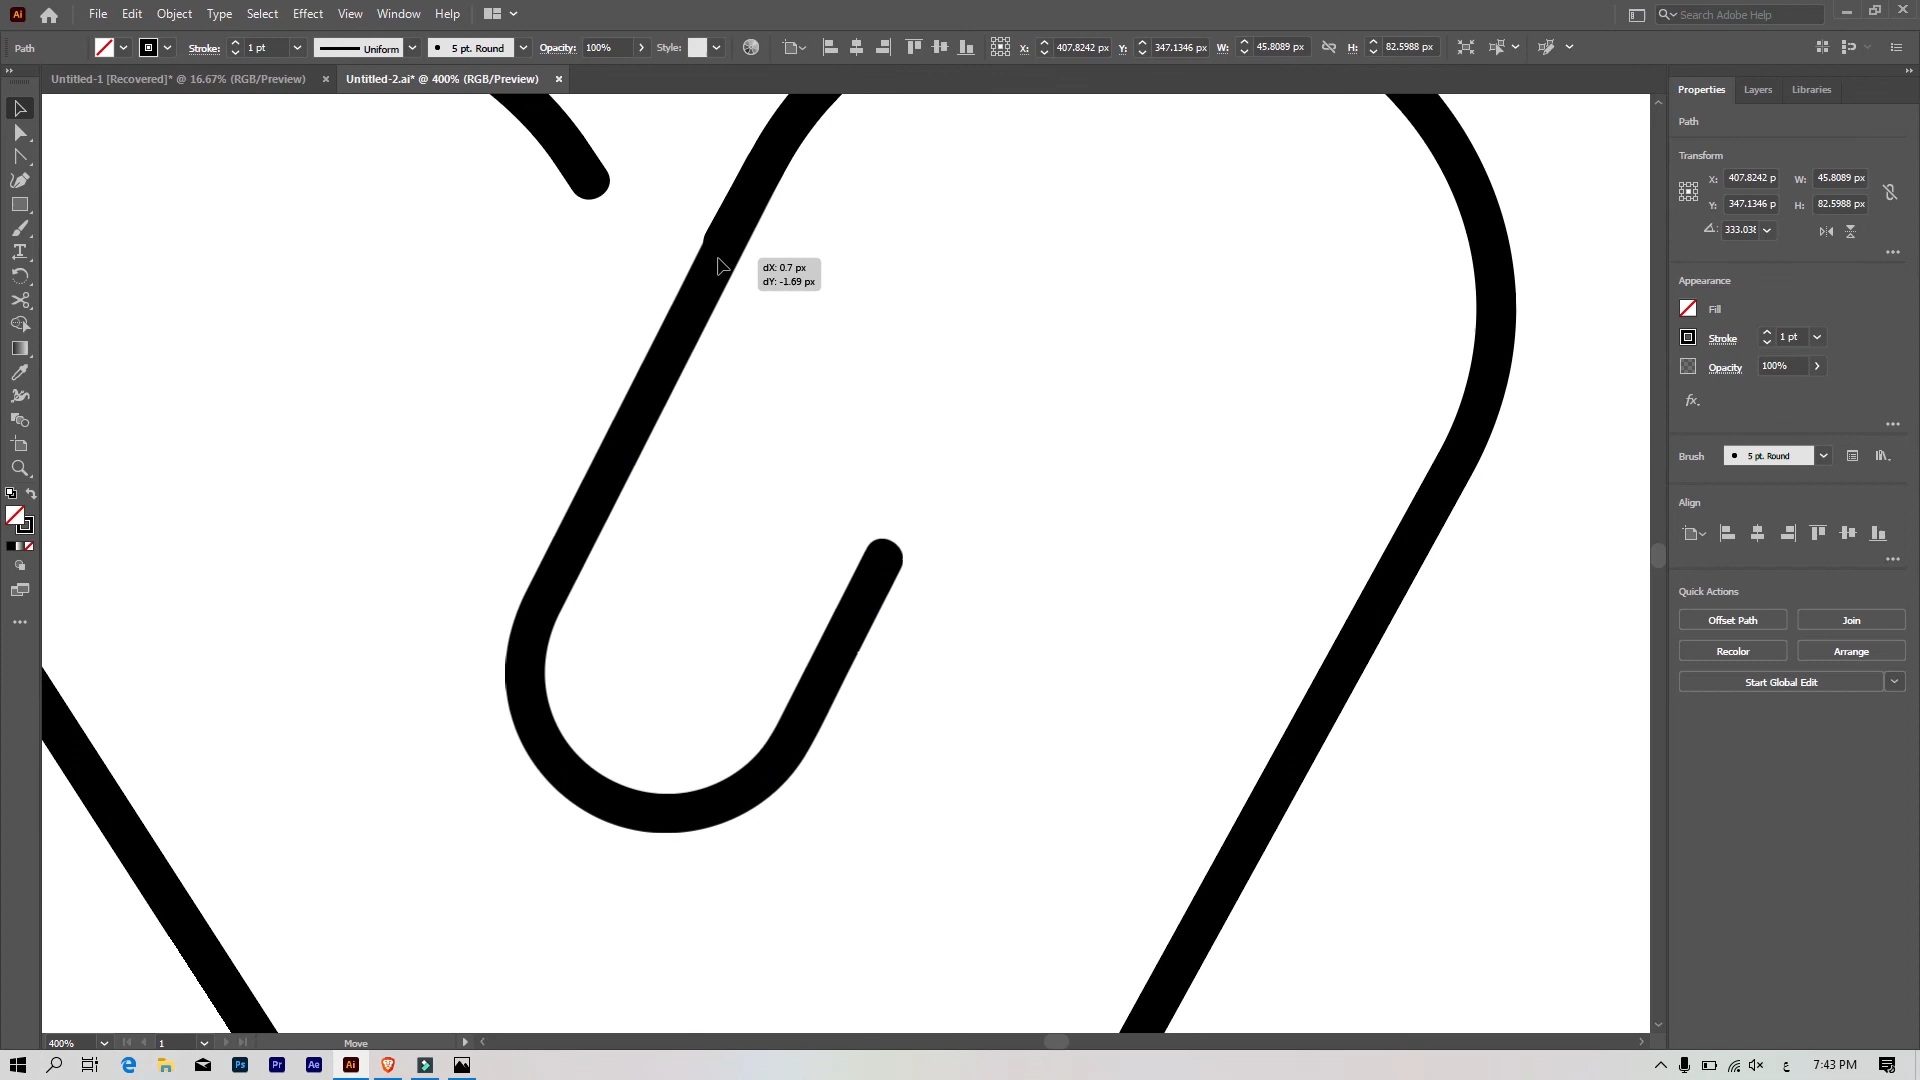 Ai File Edit Object Type Select Effect View Window Help Search Adobe Help
Path Stroke: 1 pt Uniform 5 pt. Round Opacity: 100% Style: X: 407.8242 px Y: 347.1346 px W: 45.8089 px H: 82.5988 px
Untitled-1 [Recovered]* @ 16.67% (RGB/Preview) Untitled-2.ai* @ 400% (RGB/Preview)
Properties Layers Libraries
Path
Transform
X: 407.8242 p W: 45.8089 px
Y: 347.1346 p H: 82.5988 px
333.038
dX: 0.7 px
dY: -1.69 px
Appearance
Fill
Stroke 1 pt
Opacity 100%
fx.
Brush 5 pt. Round
Align
Quick Actions
Offset Path Join
Recolor Arrange
Start Global Edit
400% 1 Move
Ps Pr Ae Ai ع 7:43 PM